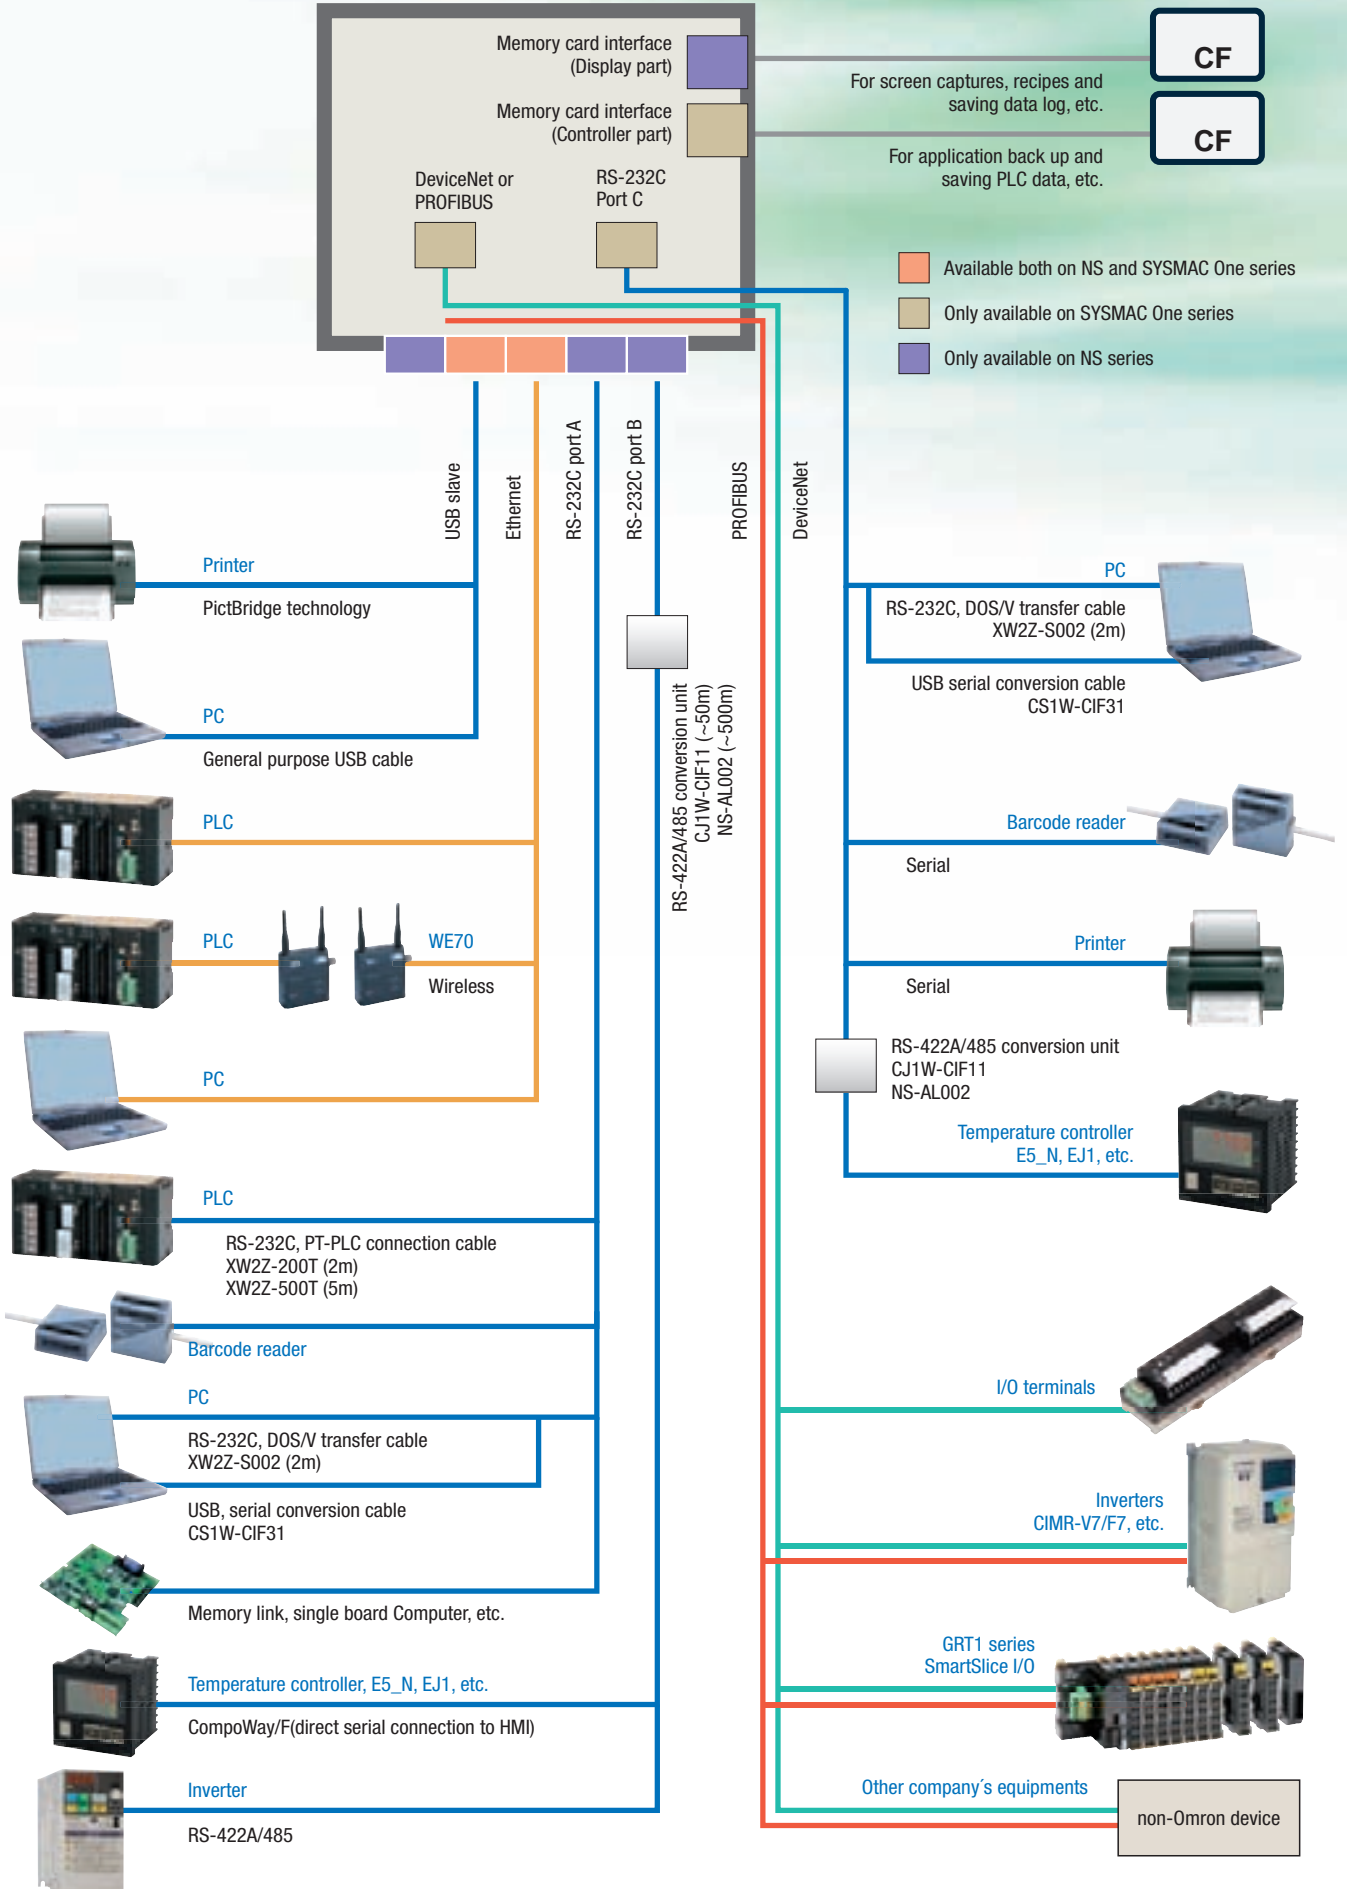 Memory card interface
(Display part)
CF
For screen captures, recipes and
saving data log, etc.
Memory card interface
(Controller part)
CF
For application back up and
saving PLC data, etc.
DeviceNet or
PROFIBUS
RS-232C
Port C
Available both on NS and SYSMAC One series
Only available on SYSMAC One series
Only available on NS series
USB slave
Ethernet
RS-232C port A
RS-232C port B
PROFIBUS
DeviceNet
Printer
PictBridge technology
PC
General purpose USB cable
PLC
PLC
WE70
Wireless
PC
PLC
RS-232C, PT-PLC connection cable
XW2Z-200T (2m)
XW2Z-500T (5m)
Barcode reader
PC
RS-232C, DOS/V transfer cable
XW2Z-S002 (2m)
USB, serial conversion cable
CS1W-CIF31
Memory link, single board Computer, etc.
Temperature controller, E5_N, EJ1, etc.
CompoWay/F(direct serial connection to HMI)
Inverter
RS-422A/485
RS-422A/485 conversion unit
CJ1W-CIF11 (~50m)
NS-AL002 (~500m)
PC
RS-232C, DOS/V transfer cable
XW2Z-S002 (2m)
USB serial conversion cable
CS1W-CIF31
Barcode reader
Serial
Printer
Serial
RS-422A/485 conversion unit
CJ1W-CIF11
NS-AL002
Temperature controller
E5_N, EJ1, etc.
I/O terminals
Inverters
CIMR-V7/F7, etc.
GRT1 series
SmartSlice I/O
Other company´s equipments
non-Omron device